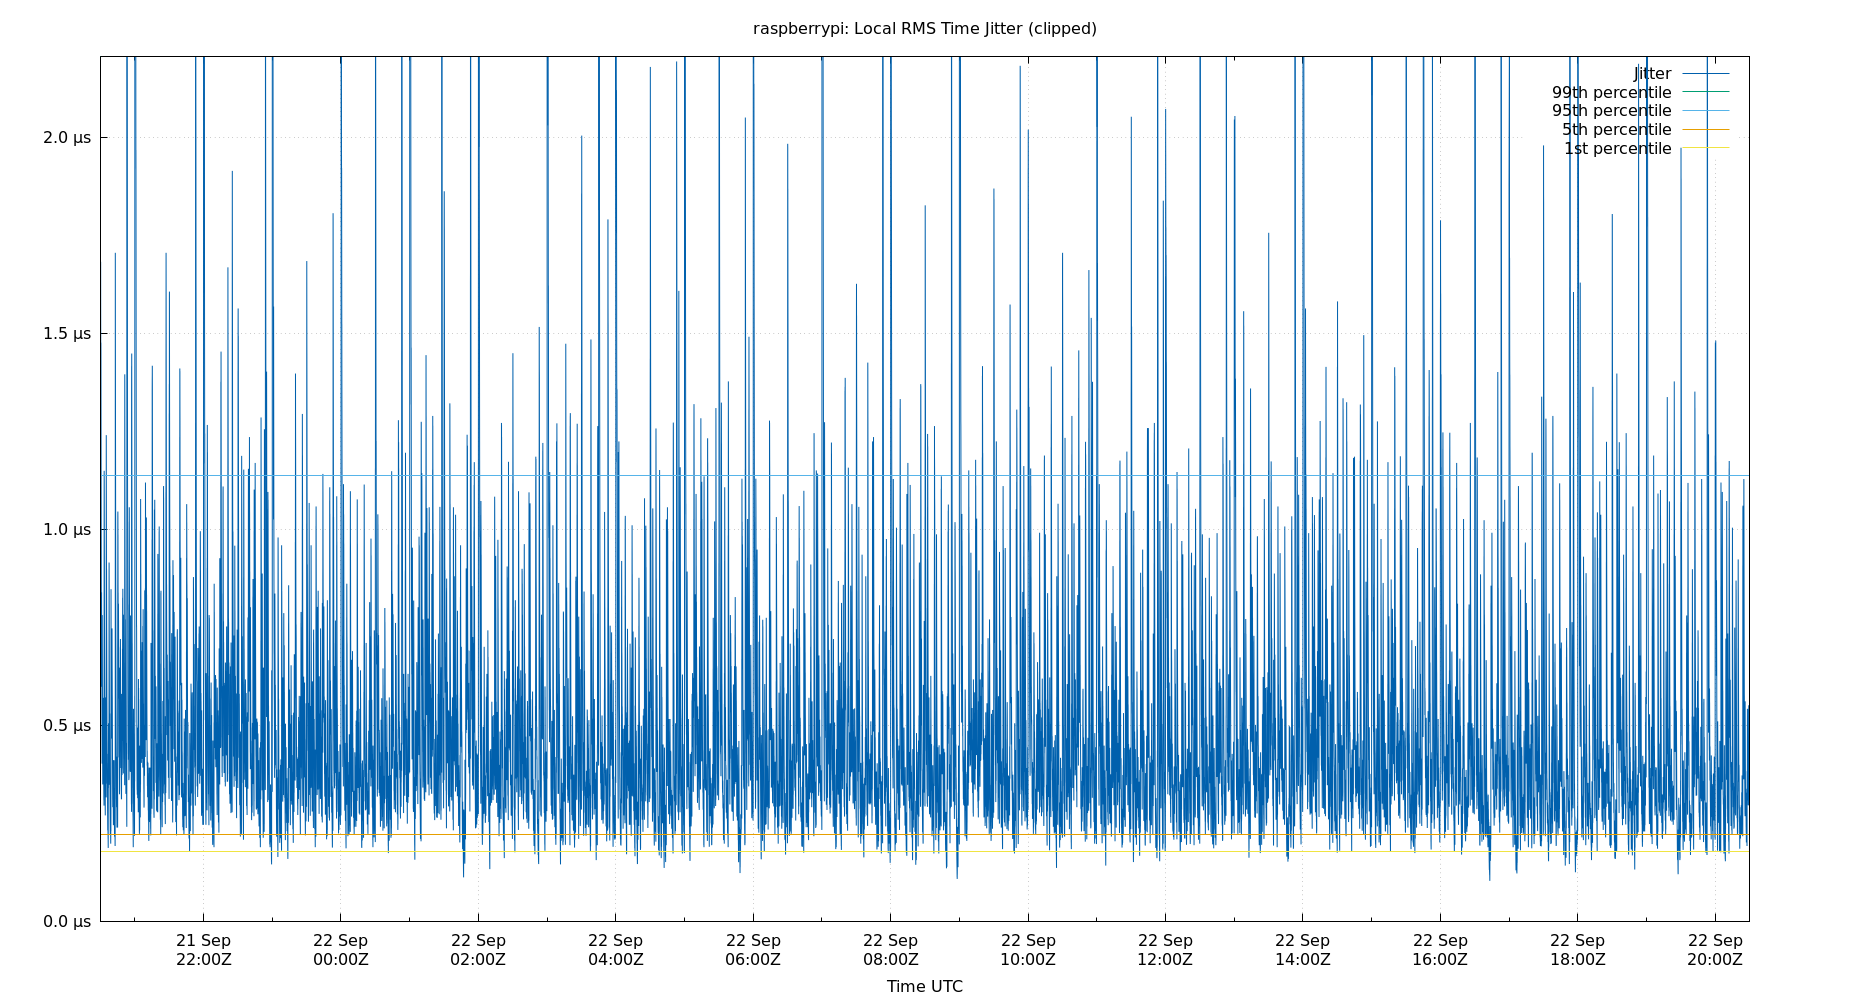 raspberrypi: Local RMS Time Jitter (clipped)
Jitter
99th percentile
95th percentile
5th percentile
1st percentile
2.0 µs
1.5 µs
1.0 µs
0.5 µs
0.0 µs
21 Sep 22 Sep 22 Sep 22 Sep 22 Sep 22 Sep 22 Sep 22 Sep 22 Sep 22 Sep 22 Sep 22 Sep
22:00Z 00:00Z 02:00Z 04:00Z 06:00Z 08:00Z 10:00Z 12:00Z 14:00Z 16:00Z 18:00Z 20:00Z
Time UTC